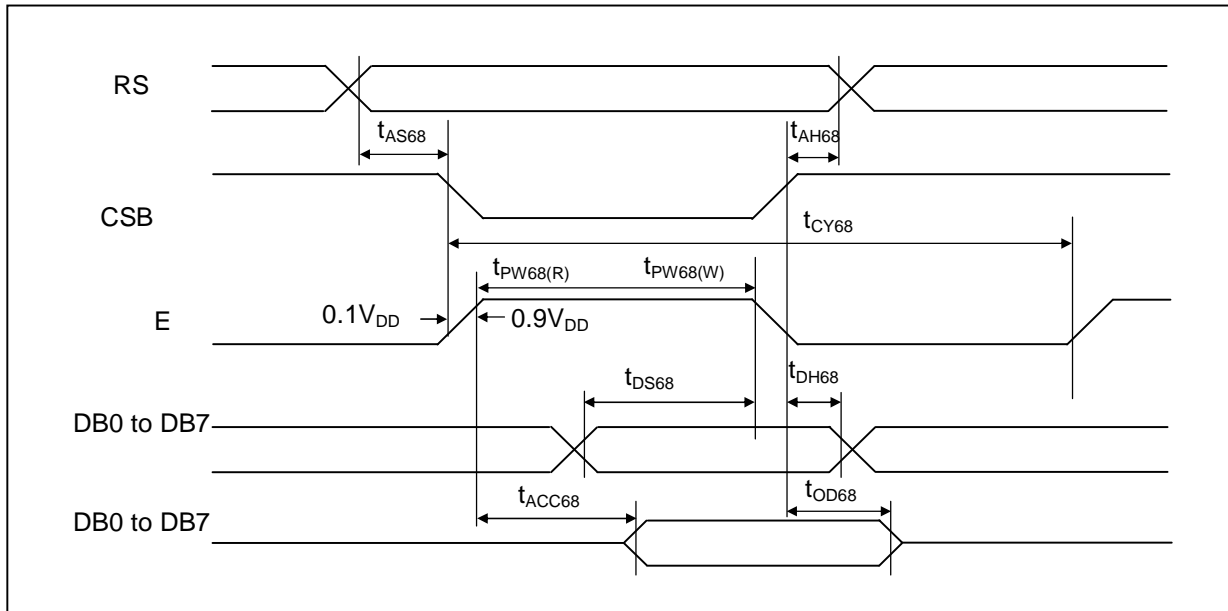 RS
tAS68
tAH68
CSB
tCY68
tPW68(R)
tPW68(W)
E
0.1VDD
0.9VDD
tDS68
tDH68
DB0 to DB7
tACC68
tOD68
DB0 to DB7